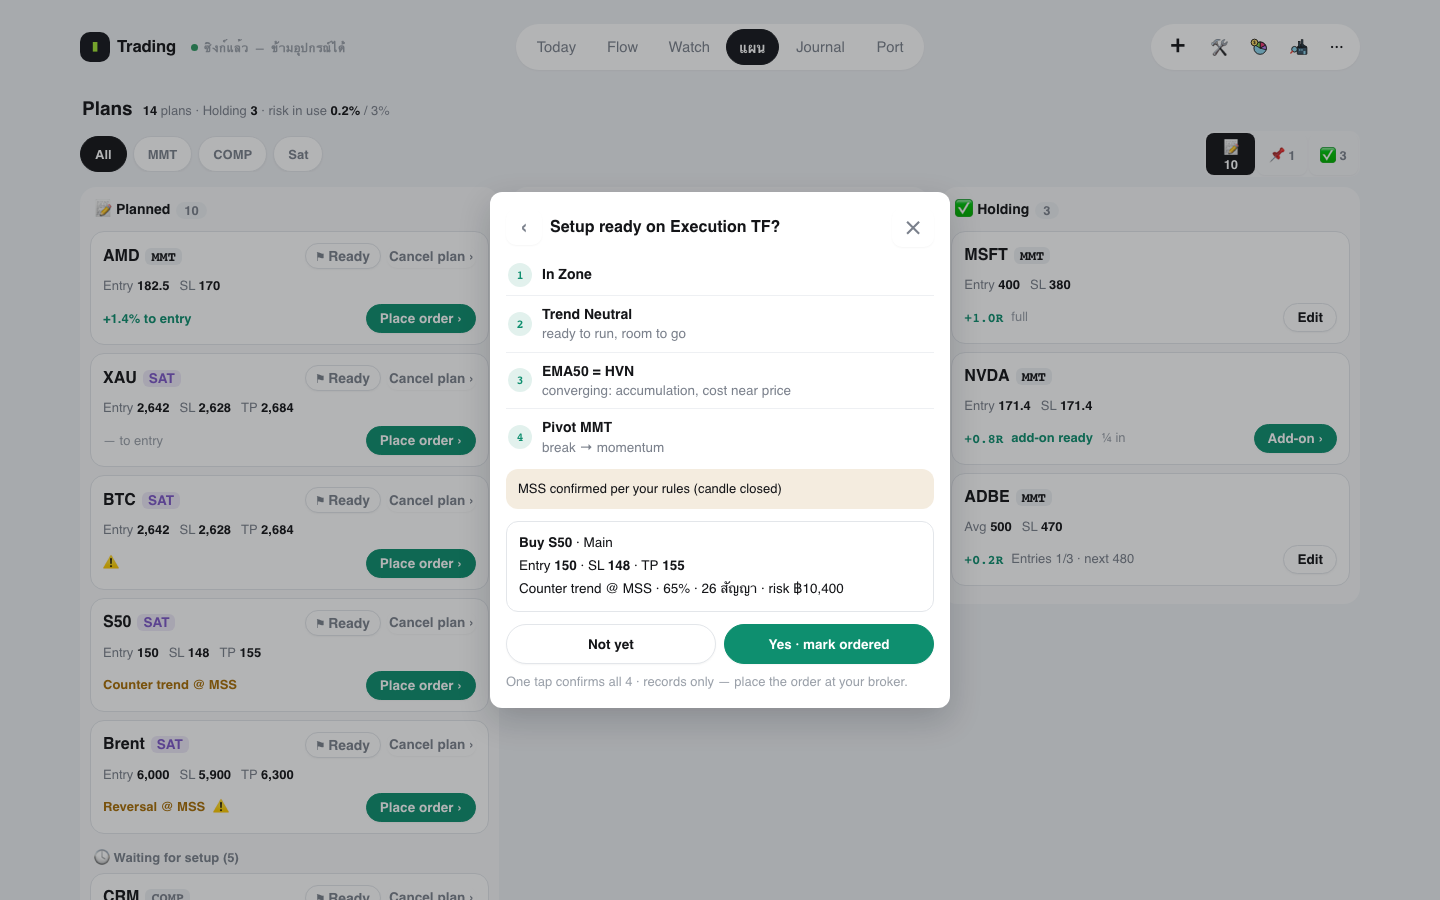 Trading
ซิงก์แล้ว — ข้ามอุปกรณ์ได้
Today Flow Watch แผน Journal Port
Plans 14 plans · Holding 3 · risk in use 0.2% / 3%
All MMT COMP Sat
10
1
3
Planned 10
AMD MMT Ready Cancel plan ›
Entry 182.5 SL 170
+1.4% to entry Place order ›
XAU SAT Ready Cancel plan ›
Entry 2,642 SL 2,628 TP 2,684
— to entry Place order ›
BTC SAT Ready Cancel plan ›
Entry 2,642 SL 2,628 TP 2,684
Place order ›
S50 SAT Ready Cancel plan ›
Entry 150 SL 148 TP 155
Counter trend @ MSS Place order ›
Brent SAT Ready Cancel plan ›
Entry 6,000 SL 5,900 TP 6,300
Reversal @ MSS Place order ›
Waiting for setup (5)
CRM COMP Ready Cancel plan ›
‹ Setup ready on Execution TF?
1 In Zone
2 Trend Neutral
ready to run, room to go
3 EMA50 = HVN
converging: accumulation, cost near price
4 Pivot MMT
break → momentum
MSS confirmed per your rules (candle closed)
Buy S50 · Main
Entry 150 · SL 148 · TP 155
Counter trend @ MSS · 65% · 26 สัญญา · risk ฿10,400
Not yet Yes · mark ordered
One tap confirms all 4 · records only — place the order at your broker.
Holding 3
MSFT MMT
Entry 400 SL 380
+1.0R full Edit
NVDA MMT
Entry 171.4 SL 171.4
+0.8R add-on ready ¼ in Add-on ›
ADBE MMT
Avg 500 SL 470
+0.2R Entries 1/3 · next 480 Edit